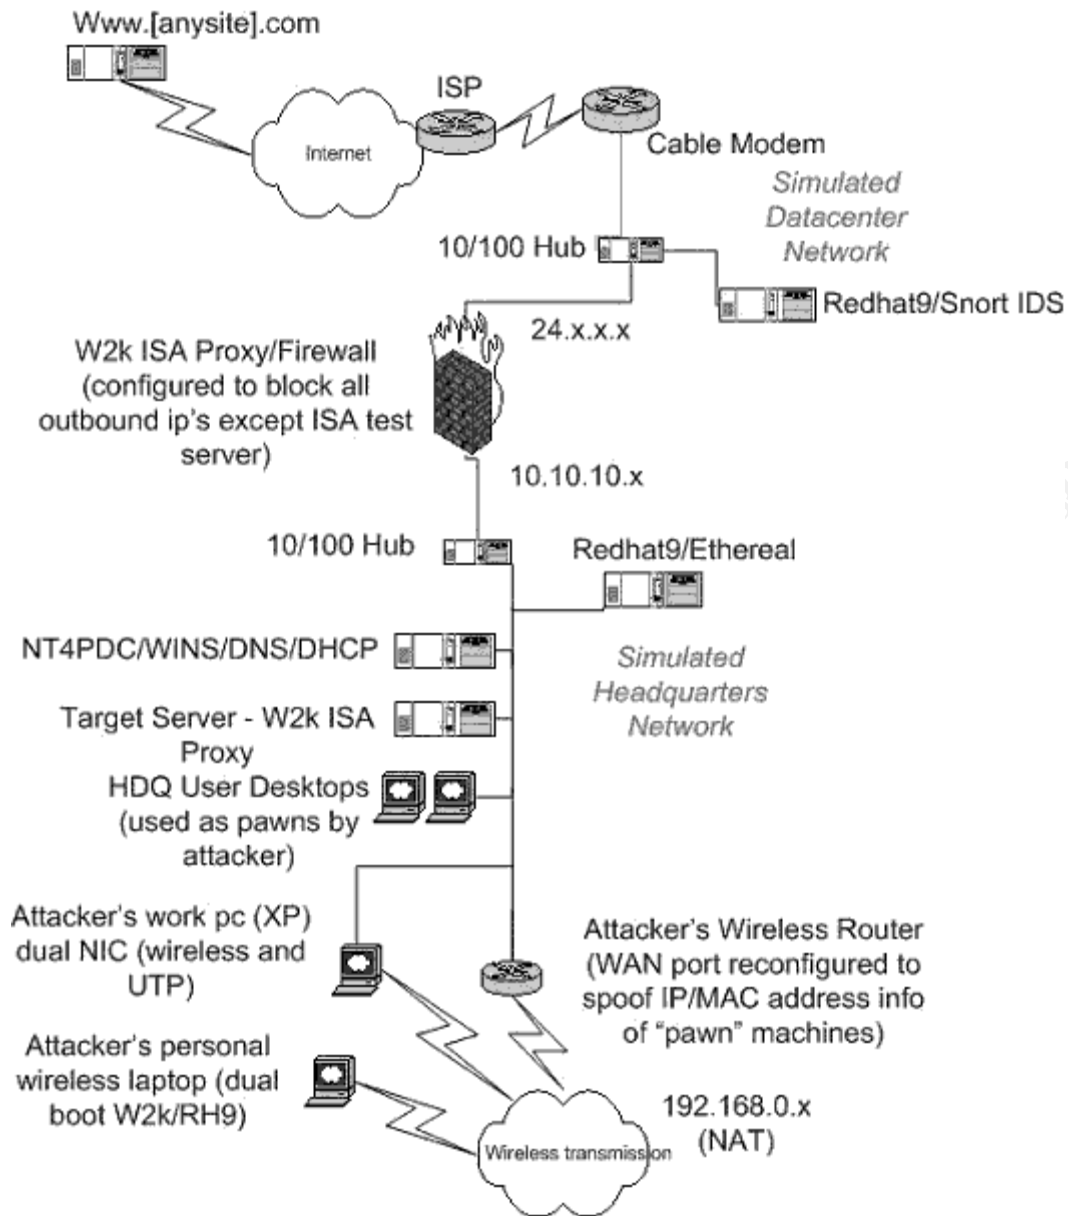 Www.[anysite].com
ISP
Internet
Cable Modem
Simulated
Datacenter
Network
10/100 Hub
Redhat9/Snort IDS
24.x.x.x
W2k ISA Proxy/Firewall
(configured to block all
outbound ip's except ISA test
server)
10.10.10.x
10/100 Hub
Redhat9/Ethereal
NT4PDC/WINS/DNS/DHCP
Simulated
Headquarters
Network
Target Server - W2k ISA
Proxy
HDQ User Desktops
(used as pawns by
attacker)
Attacker's work pc (XP)
dual NIC (wireless and
UTP)
Attacker's Wireless Router
(WAN port reconfigured to
spoof IP/MAC address info
of "pawn" machines)
Attacker's personal
wireless laptop (dual
boot W2k/RH9)
192.168.0.x
(NAT)
Wireless transmission